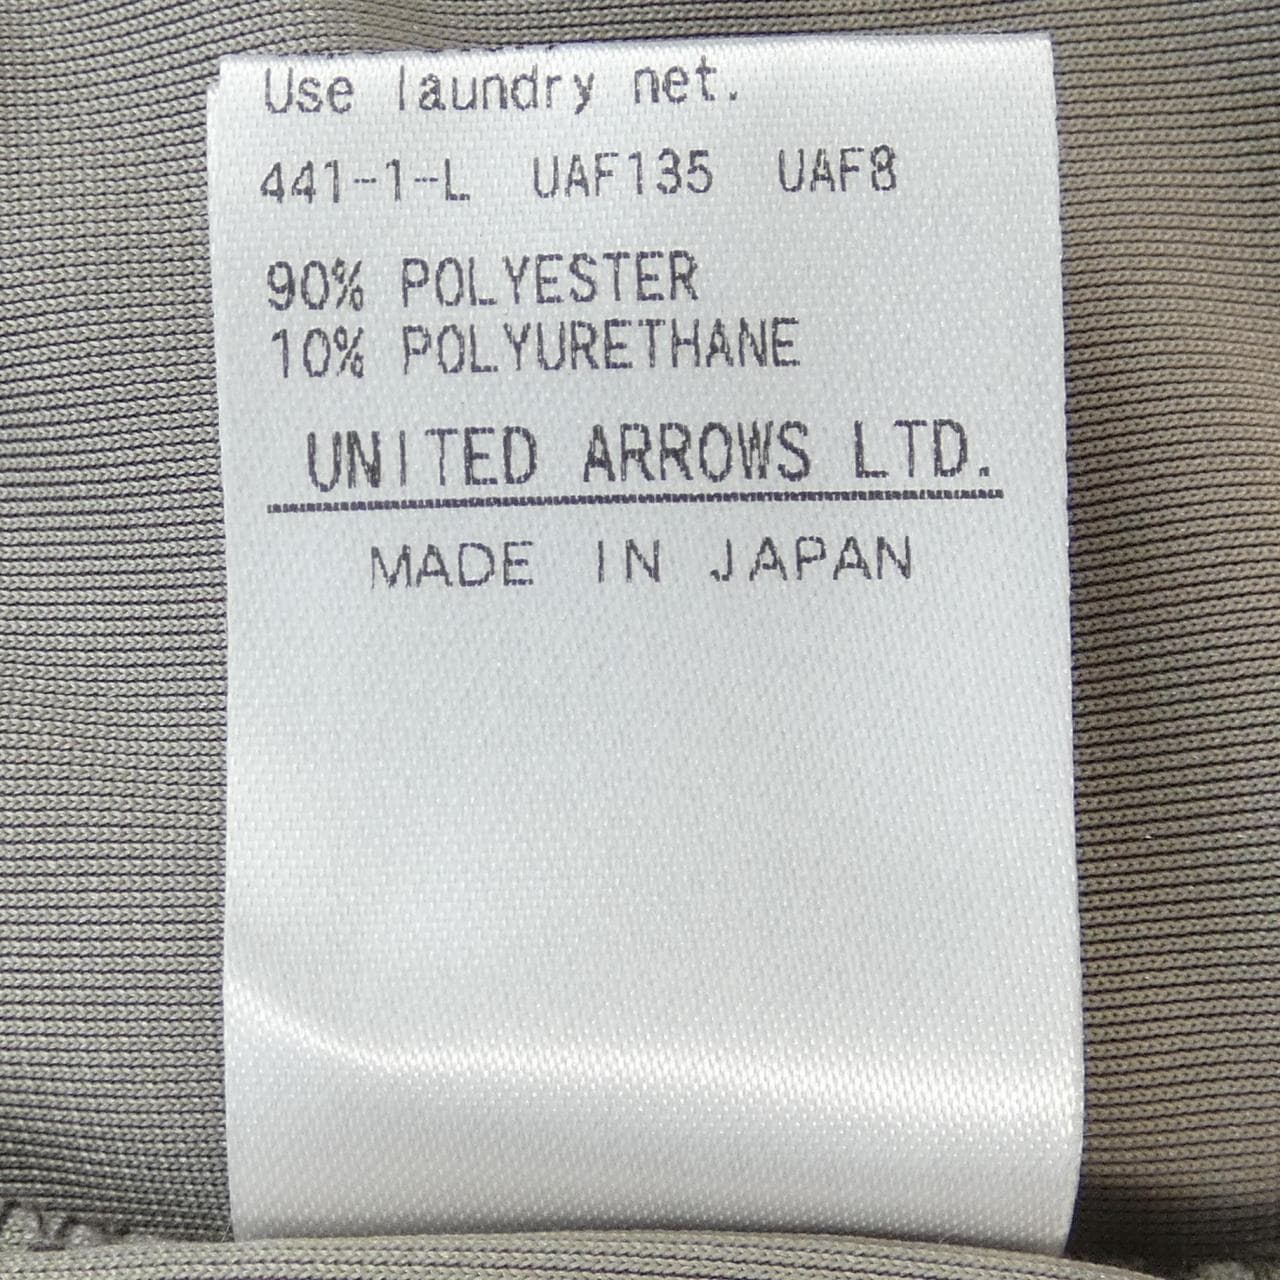 Use laundry net.
441-1-L UAF135 UAF8
90% POLYESTER
10% POLYURETHANE
UNITED ARROWS LTD.
MADE IN JAPAN